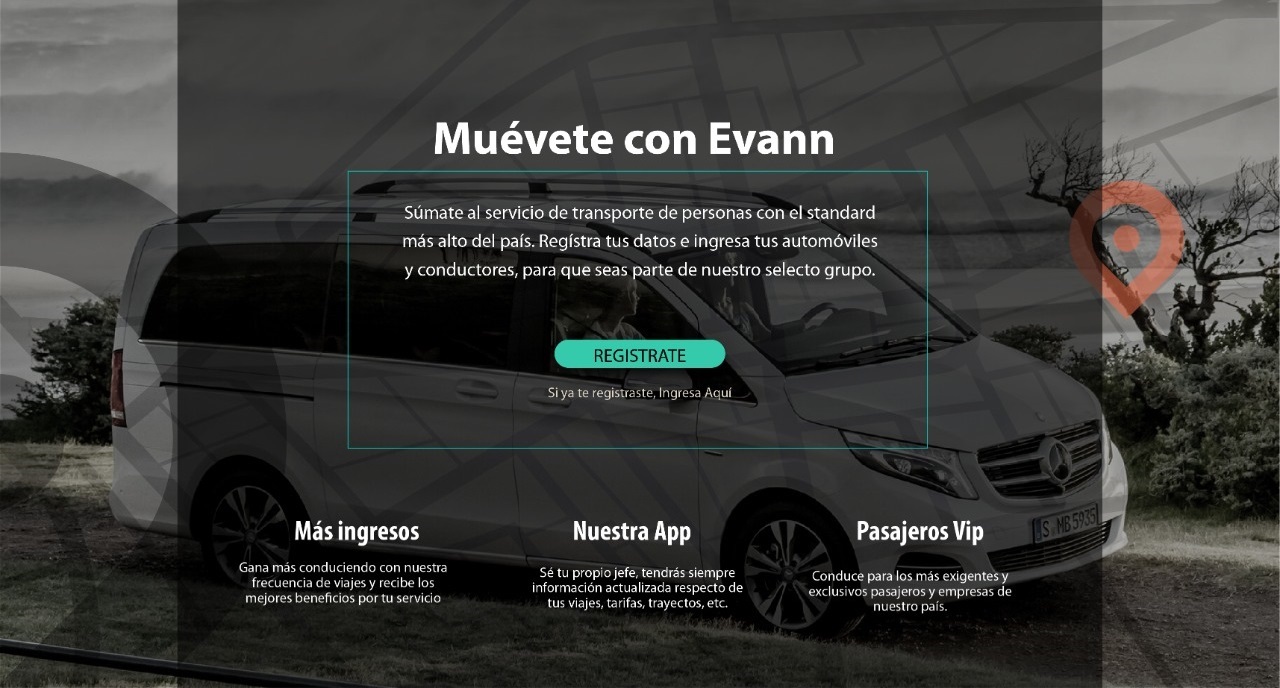 Muévete con Evann
Súmate al servicio de transporte de personas con el standard
más alto del país. Regístra tus datos e ingresa tus automóviles
y conductores, para que seas parte de nuestro selecto grupo.
REGISTRATE
Si ya te registraste, Ingresa Aquí
Más ingresos
Gana más conduciendo con nuestra
frecuencia de viajes y recibe los
mejores beneficios por tu servicio
Nuestra App
Sé tu propio jefe, tendrás siempre
información actualizada respecto de
tus viajes, tarifas, trayectos, etc.
Pasajeros Vip
Conduce para los más exigentes y
exclusivos pasajeros y empresas de
nuestro país.
S MB 5935